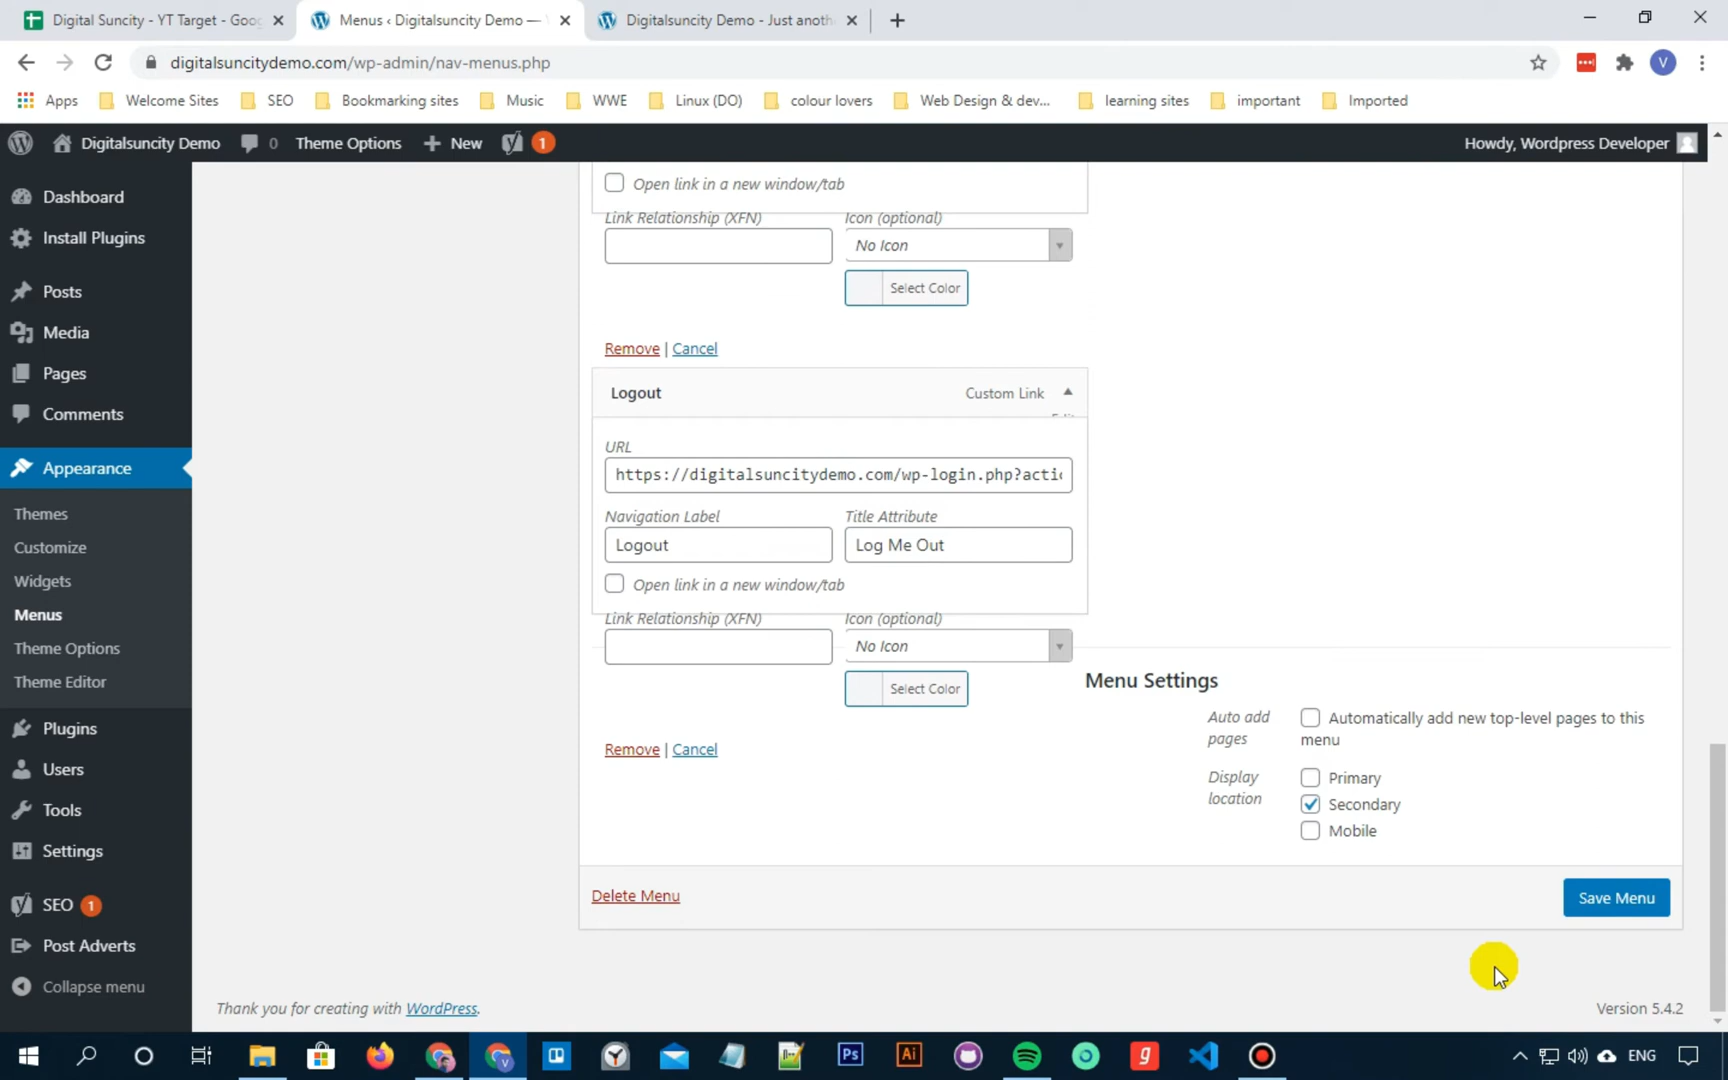 Digital Suncity - YT Target - Goo
Menus ‹ Digitalsuncity Demo —
Digitalsuncity Demo - Just anoth
digitalsuncitydemo.com/wp-admin/nav-menus.php
V
Apps
Welcome Sites
SEO
Bookmarking sites
Music
WWE
Linux (DO)
colour lovers
Web Design & dev...
learning sites
important
Imported
Digitalsuncity Demo
0
Theme Options
New
1
Howdy, Wordpress Developer
Dashboard
Install Plugins
Posts
Media
Pages
Comments
Appearance
Themes
Customize
Widgets
Menus
Theme Options
Theme Editor
Plugins
Users
Tools
Settings
SEO 1
Post Adverts
Collapse menu
Open link in a new window/tab
Link Relationship (XFN)
Icon (optional)
No Icon
Select Color
Remove | Cancel
Logout
Custom Link
URL
https://digitalsuncitydemo.com/wp-login.php?actic
Navigation Label
Title Attribute
Logout
Log Me Out
Open link in a new window/tab
Link Relationship (XFN)
Icon (optional)
No Icon
Select Color
Remove | Cancel
Menu Settings
Auto add pages
Automatically add new top-level pages to this menu
Display location
Primary
Secondary
Mobile
Delete Menu
Save Menu
Thank you for creating with WordPress.
Version 5.4.2
Ps
Ai
g
ENG